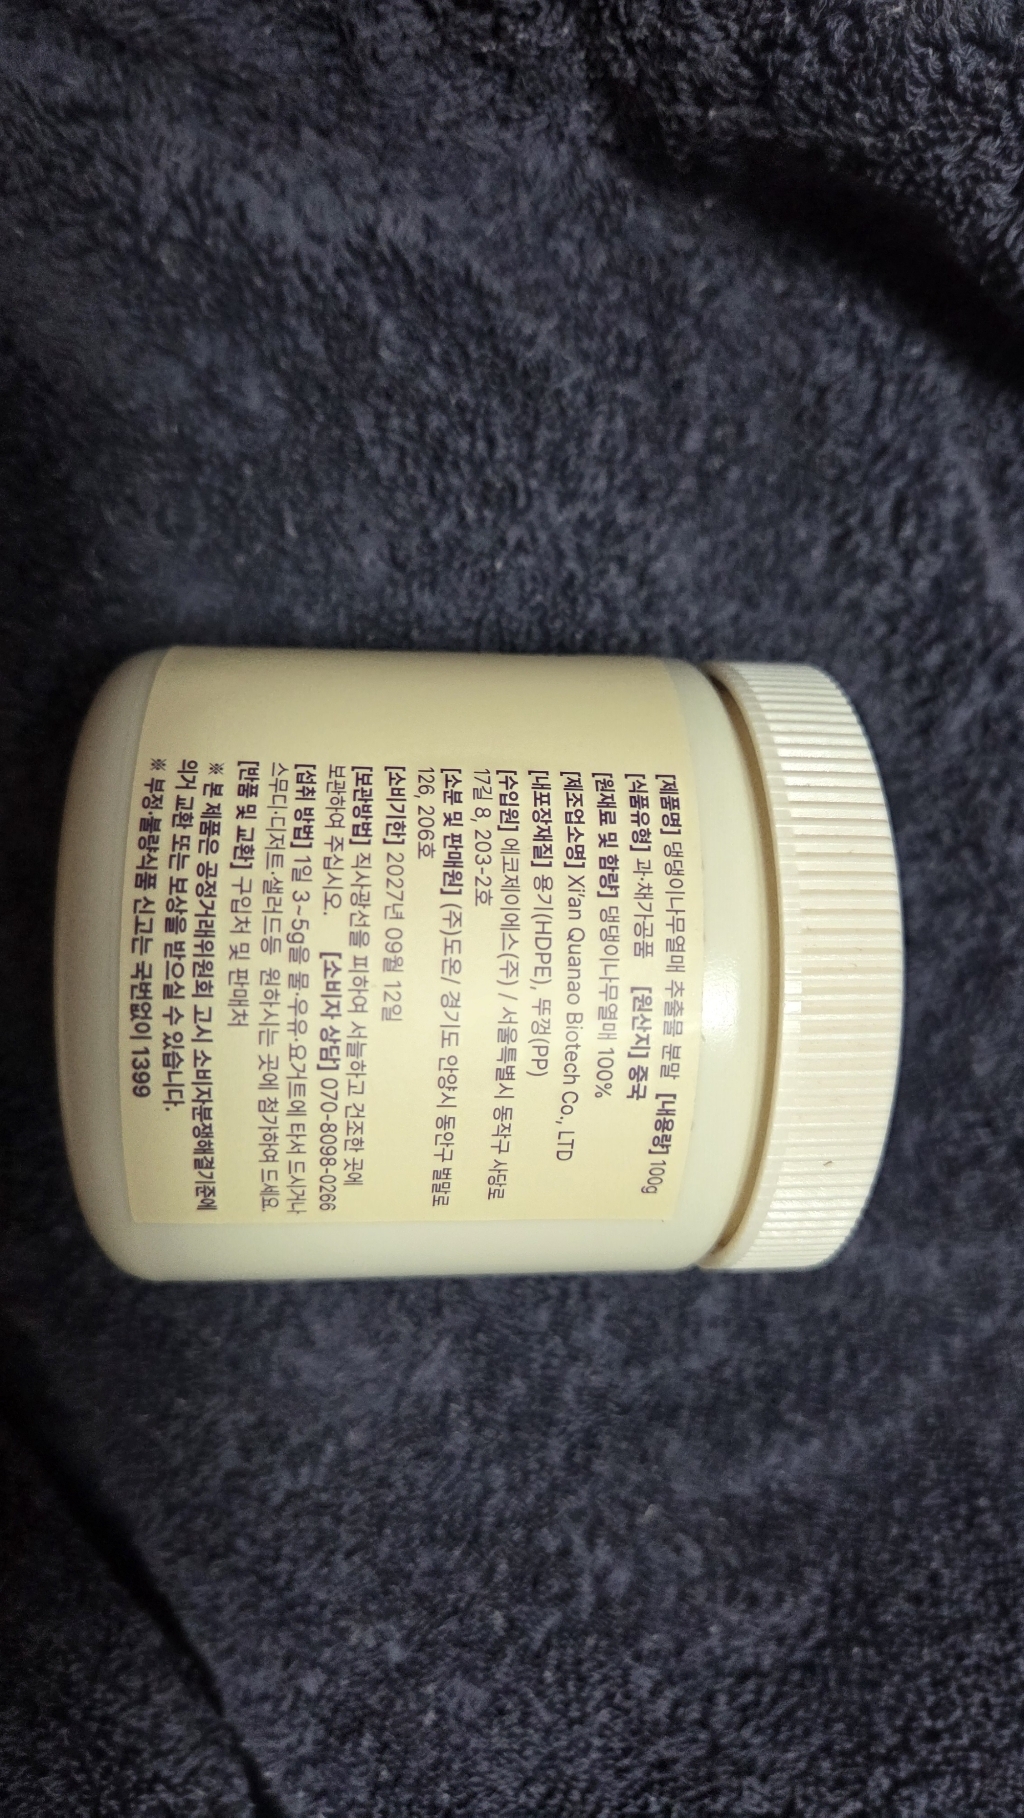 [제품명] 댕댕이나무열매 추출물 분말 [내용량] 100g
[식품유형] 과·채가공품 [원산지] 중국
[원재료 및 함량] 댕댕이나무열매 100%
[제조업소명] Xi'an Quanao Biotech Co., LTD
[내포장재질] 용기(HDPE), 뚜껑(PP)
[수입원] 에코제이에스(주) / 서울특별시 동작구 사당로
17길 8, 203-2호
[소분 및 판매원] (주)도온/ 경기도 안양시 동안구 벌말로
126, 206호
[소비기한] 2027년 09월 12일
[보관방법] 직사광선을 피하여 서늘하고 건조한 곳에
보관하여 주십시오. [소비자 상담] 070-8098-0266
[섭취 방법] 1일 3~5g을 물·우유·요거트에 타서 드시거나
스무디·디저트·샐러드등 원하시는 곳에 첨가하여 드세요.
[반품 및 교환] 구입처 및 판매처
※ 본 제품은 공정거래위원회 고시 소비자분쟁해결기준에
의거 교환 또는 보상을 받으실 수 있습니다.
※ 부정·불량식품 신고는 국번없이 1399